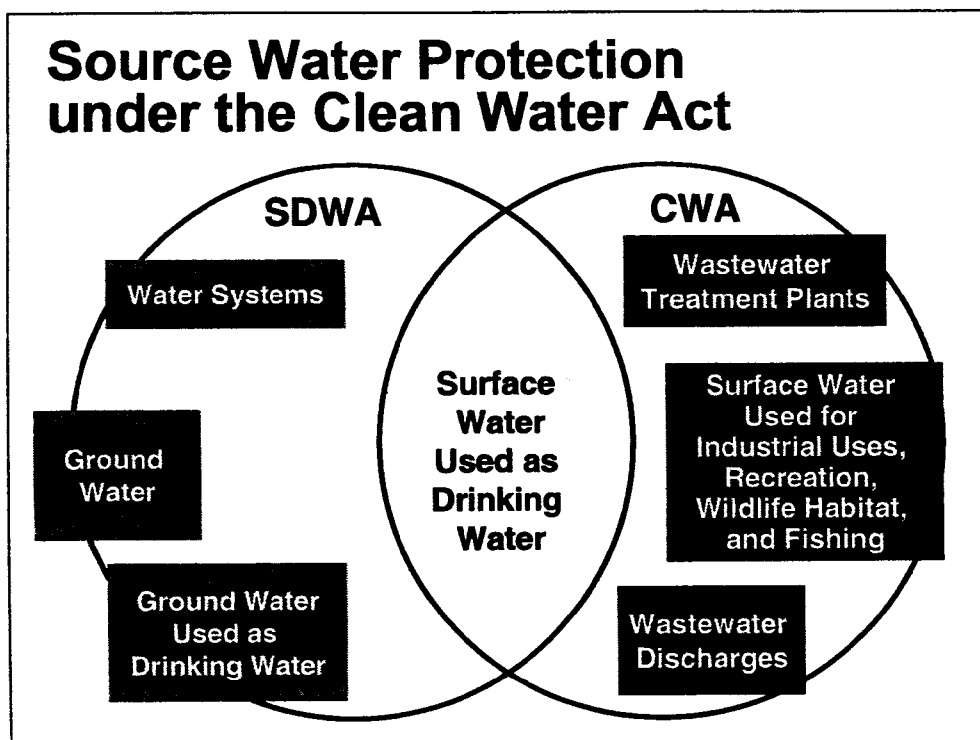 Source Water Protection
under the Clean Water Act
SDWA
CWA
Water Systems
Ground
Water
Ground Water
Used as
Drinking Water
Surface
Water
Used as
Drinking
Water
Wastewater
Treatment Plants
Surface Water
Used for
Industrial Uses,
Recreation,
Wildlife Habitat,
and Fishing
Wastewater
Discharges